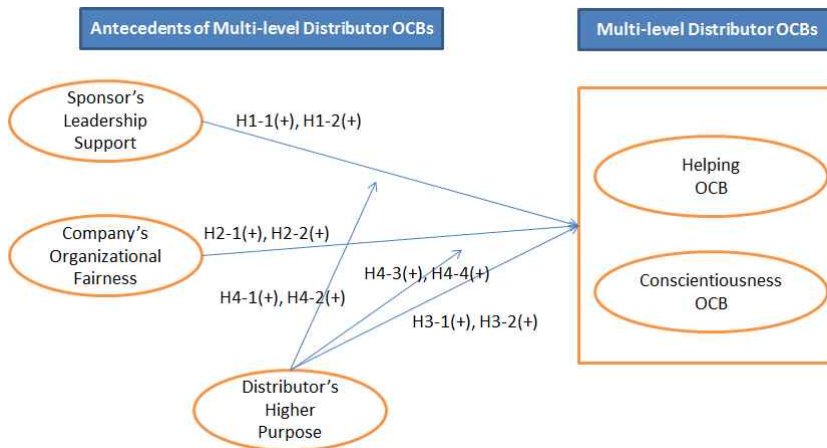 Antecedents of Multi-level Distributor OCBs
Multi-level Distributor OCBs
Sponsor's
Leadership
Support
H1-1(+), H1-2(+)
Helping
OCB
Company's
Organizational
Fairness
H2-1(+), H2-2(+)
H4-3(+), H4-4(+)
Conscientiousness
OCB
H4-1(+), H4-2(+)
H3-1(+), H3-2(+)
Distributor's
Higher
Purpose